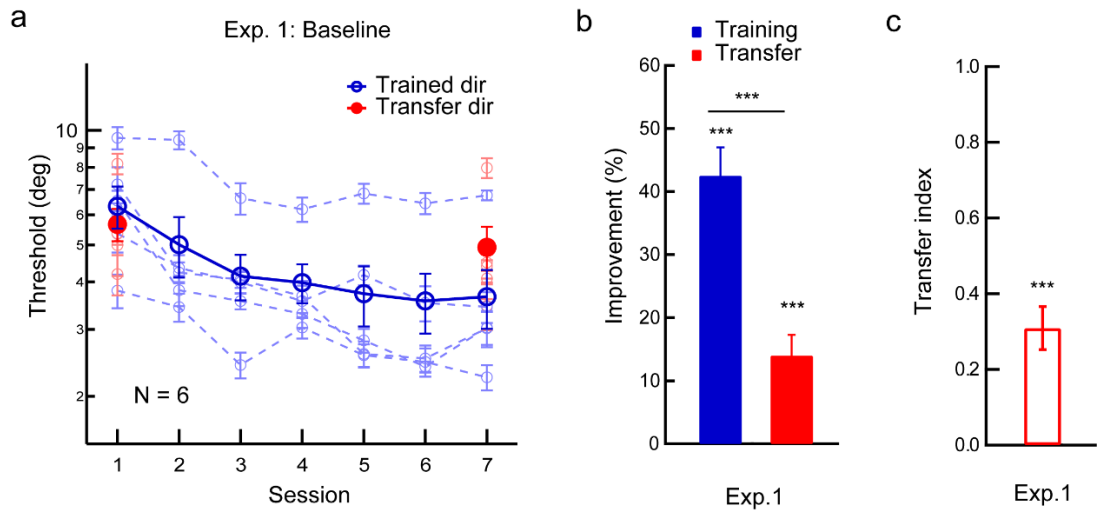 a
Exp. 1: Baseline
Trained dir
Transfer dir
Threshold (deg)
10
9
8
7
6
5
4
3
2
N = 6
1 2 3 4 5 6 7
Session
b
Training
Transfer
Improvement (%)
60
50
40
30
20
10
0
***
***
***
Exp.1
c
Transfer index
1.0
0.8
0.6
0.4
0.2
0.0
***
Exp.1